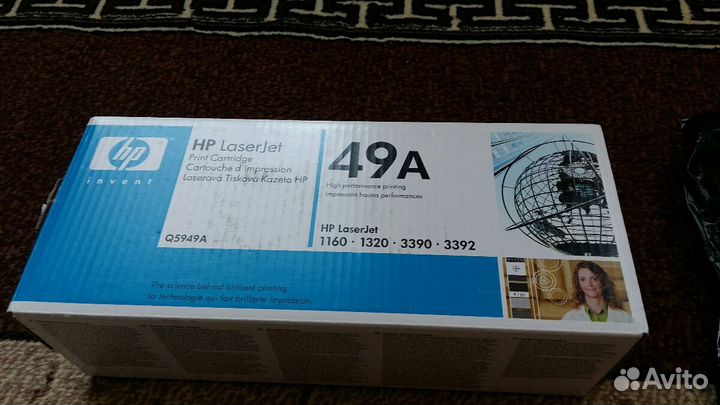 hp
invent
HP LaserJet
Print Cartridge
Cartouche d'Impression
Laserová Tisková Kazeta HP
Q5949A
49A
High performance printing
Impression hautes performances
HP LaserJet
1160 · 1320 · 3390 · 3392
The science behind brilliant printing.
La technologie qui fait brillante impression.
Avito